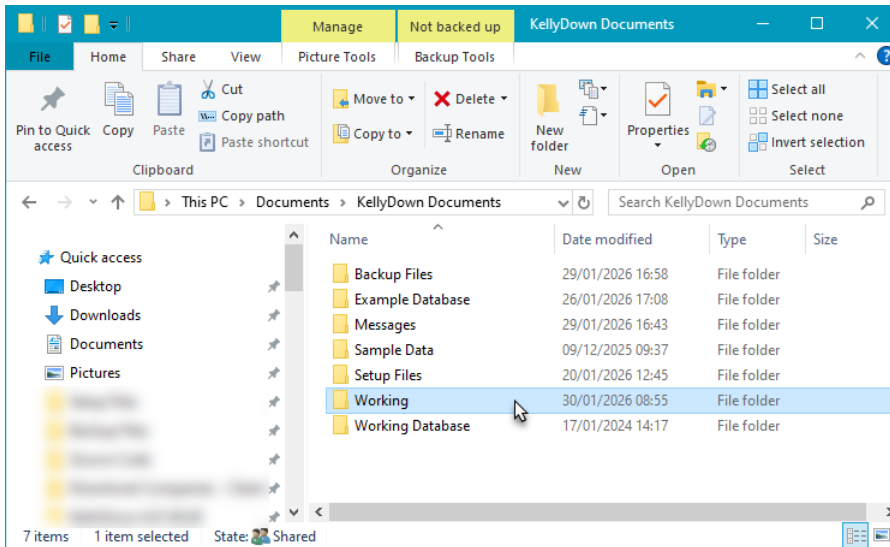 Manage
Not backed up
KellyDown Documents
File
Home
Share
View
Picture Tools
Backup Tools
Pin to Quick access
Copy
Paste
Cut
Copy path
Paste shortcut
Clipboard
Move to
Copy to
Delete
Rename
Organize
New folder
New
Properties
Open
Select all
Select none
Invert selection
Select
This PC > Documents > KellyDown Documents
Search KellyDown Documents
Quick access
Desktop
Downloads
Documents
Pictures
Name Date modified Type Size
Backup Files 29/01/2026 16:58 File folder
Example Database 26/01/2026 17:08 File folder
Messages 29/01/2026 16:43 File folder
Sample Data 09/12/2025 09:37 File folder
Setup Files 20/01/2026 12:45 File folder
Working 30/01/2026 08:55 File folder
Working Database 17/01/2024 14:17 File folder
7 items 1 item selected State: Shared